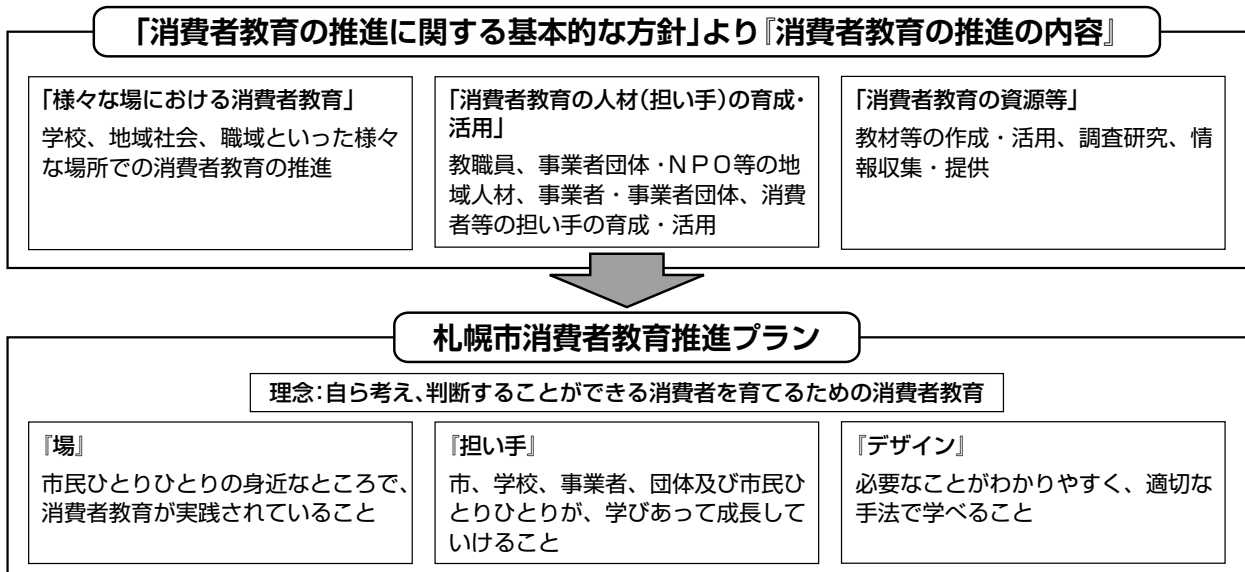 「消費者教育の推進に関する基本的な方針」より『消費者教育の推進の内容』
「様々な場における消費者教育」
学校、地域社会、職域といった様々
な場所での消費者教育の推進
「消費者教育の人材(担い手)の育成・
活用」
教職員、事業者団体・NPO等の地
域人材、事業者・事業者団体、消費
者等の担い手の育成・活用
「消費者教育の資源等」
教材等の作成・活用、調査研究、情
報収集・提供
札幌市消費者教育推進プラン
理念:自ら考え、判断することができる消費者を育てるための消費者教育
『場』
市民ひとりひとりの身近なところで、
消費者教育が実践されていること
『担い手』
市、学校、事業者、団体及び市民ひ
とりひとりが、学びあって成長して
いけること
『デザイン』
必要なことがわかりやすく、適切な
手法で学べること